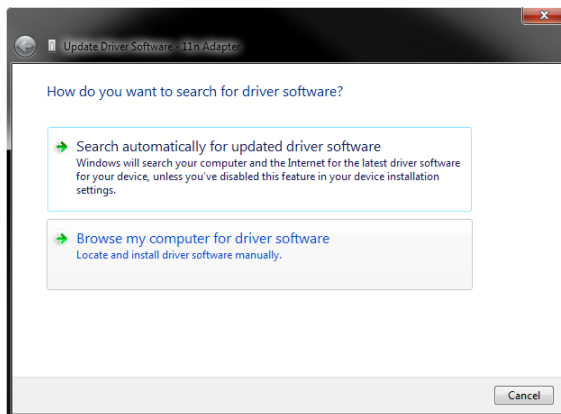 Update Driver Software - 11n Adapter
How do you want to search for driver software?
Search automatically for updated driver software
Windows will search your computer and the Internet for the latest driver software
for your device, unless you've disabled this feature in your device installation
settings.
Browse my computer for driver software
Locate and install driver software manually.
Cancel